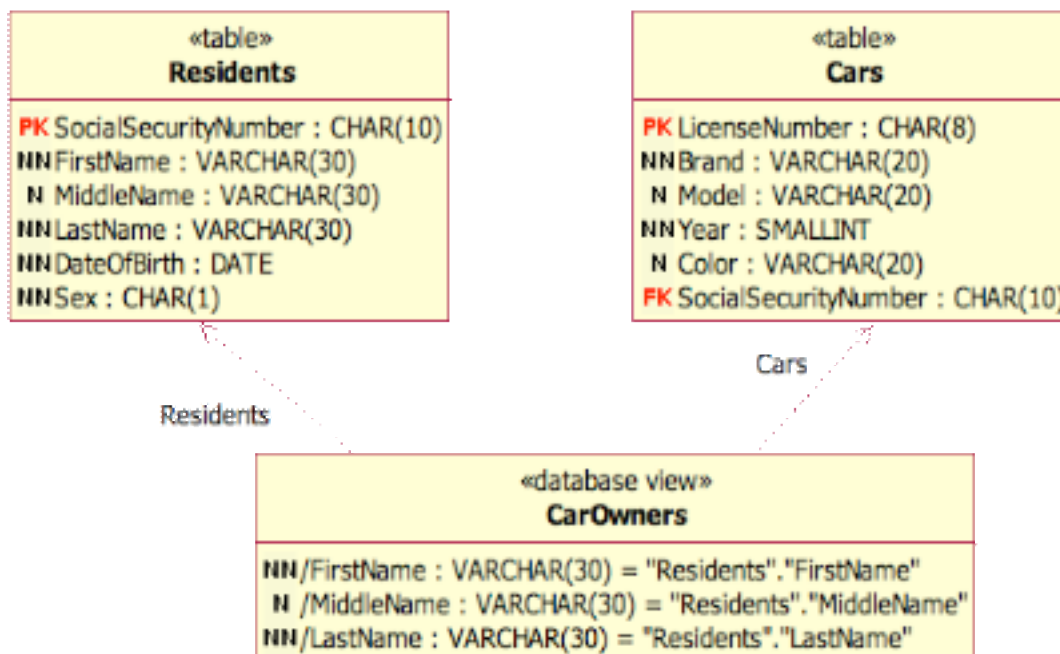 «table»
Residents
PK SocialSecurityNumber : CHAR(10)
NN FirstName : VARCHAR(30)
N MiddleName : VARCHAR(30)
NN LastName : VARCHAR(30)
NN DateOfBirth : DATE
NN Sex : CHAR(1)
«table»
Cars
PK LicenseNumber : CHAR(8)
NN Brand : VARCHAR(20)
N Model : VARCHAR(20)
NN Year : SMALLINT
N Color : VARCHAR(20)
FK SocialSecurityNumber : CHAR(10)
Residents
Cars
«database view»
CarOwners
NN /FirstName : VARCHAR(30) = "Residents"."FirstName"
N /MiddleName : VARCHAR(30) = "Residents"."MiddleName"
NN /LastName : VARCHAR(30) = "Residents"."LastName"